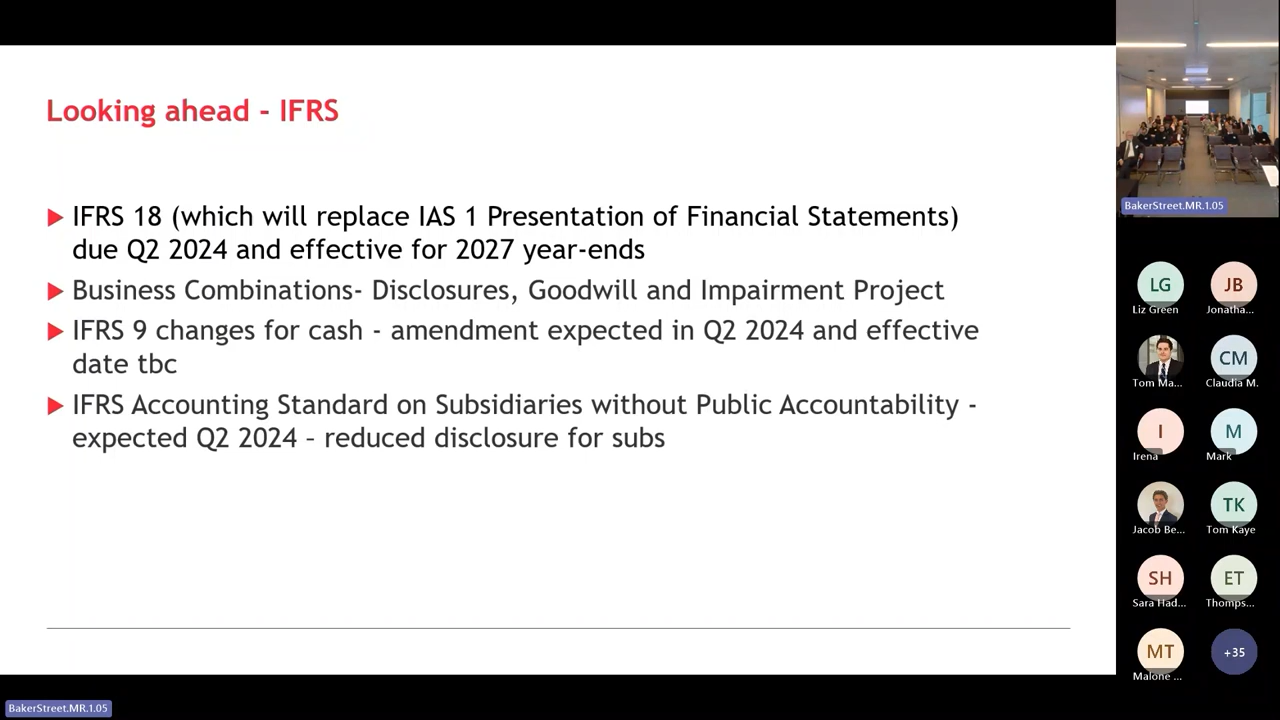 Looking ahead - IFRS
IFRS 18 (which will replace IAS 1 Presentation of Financial Statements)
due Q2 2024 and effective for 2027 year-ends
Business Combinations- Disclosures, Goodwill and Impairment Project
IFRS 9 changes for cash - amendment expected in Q2 2024 and effective
date tbc
IFRS Accounting Standard on Subsidiaries without Public Accountability -
expected Q2 2024 – reduced disclosure for subs
BakerStreet.MR.1.05
LG
Liz Green
JB
Jonatha...
Tom Ma...
CM
Claudia M.
I
Irena
M
Mark
Jacob Be...
TK
Tom Kaye
SH
Sara Had...
ET
Thomps...
MT
Malone ...
+35
BakerStreet.MR.1.05